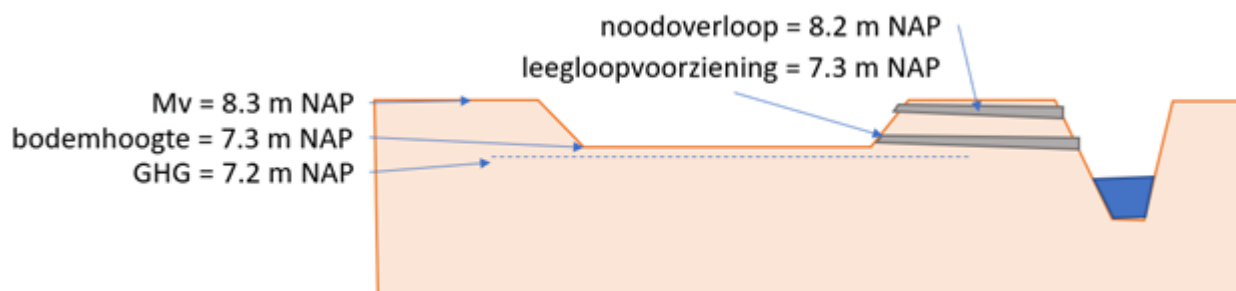 noodoverloop = 8.2 m NAP
leegloopvoorziening = 7.3 m NAP
Mv = 8.3 m NAP
bodemhoogte = 7.3 m NAP
GHG = 7.2 m NAP